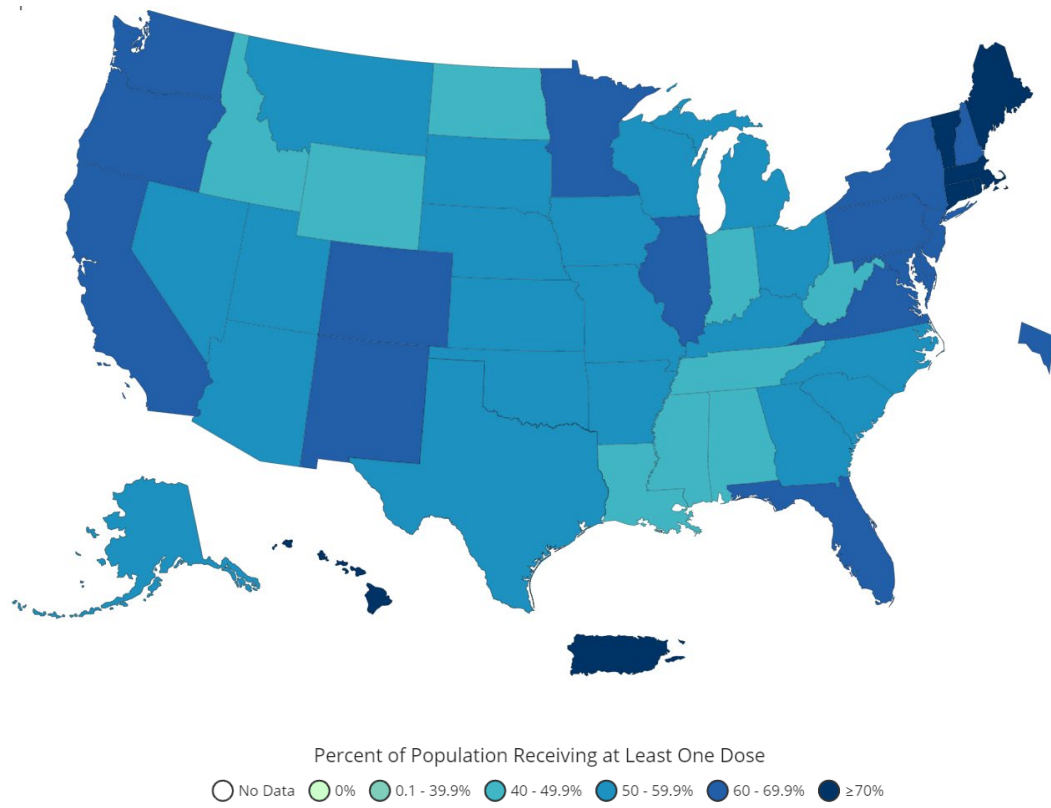 Percent of Population Receiving at Least One Dose
No Data 0% 0.1 - 39.9% 40 - 49.9% 50 - 59.9% 60 - 69.9% ≥70%